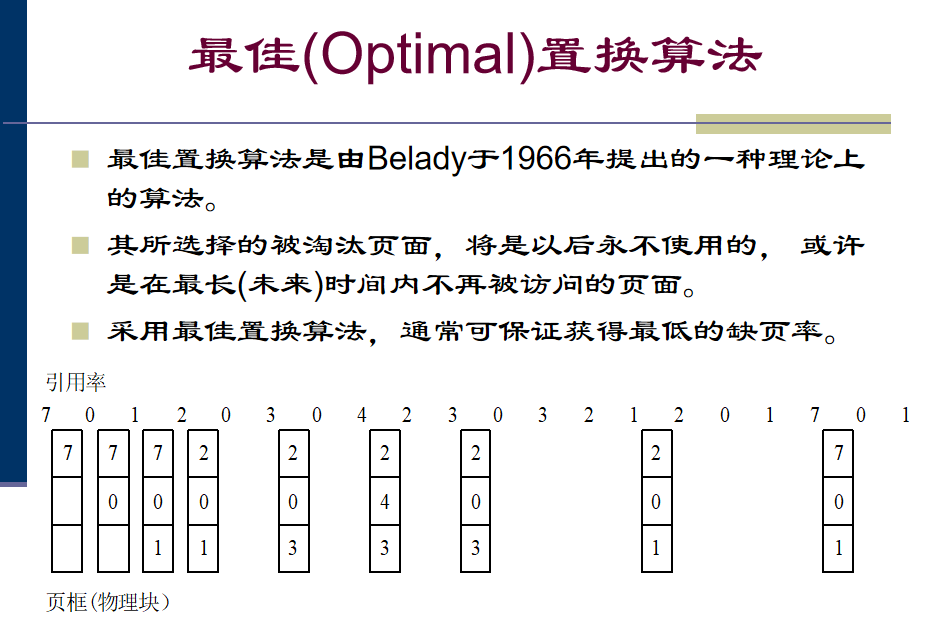 最佳(Optimal)置换算法
最佳置换算法是由Belady于1966年提出的一种理论上
的算法。
其所选择的被淘汰页面，将是以后永不使用的， 或许
是在最长(未来)时间内不再被访问的页面。
采用最佳置换算法，通常可保证获得最低的缺页率。
引用率
7 0 1 2 0 3 0 4 2 3 0 3 2 1 2 0 1 7 0 1
7 7 7 2 2 2 2 2 7
0 0 0 0 4 0 0 0
1 1 3 3 3 1 1
页框(物理块)